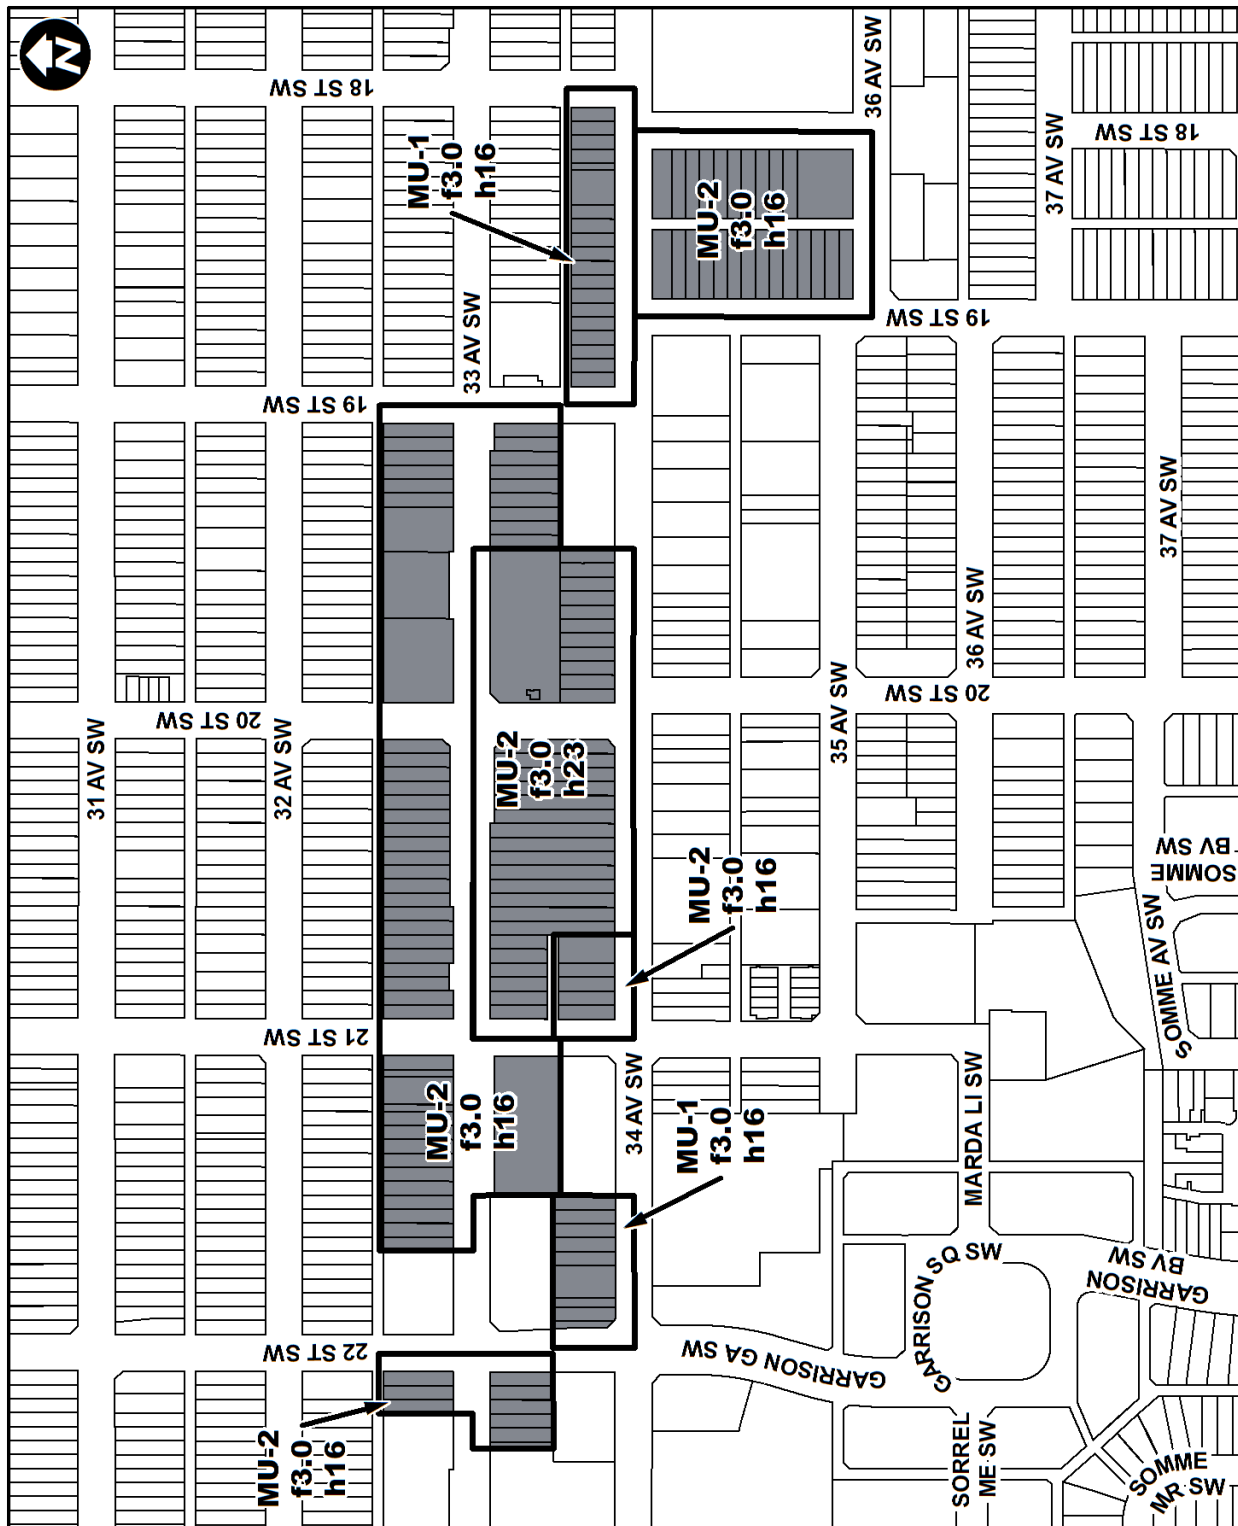 N
18 ST SW
36 AV SW
18 ST SW
37 AV SW
MU-1
f3.0
h16
MU-2
f3.0
h16
33 AV SW
19 ST SW
19 ST SW
37 AV SW
36 AV SW
20 ST SW
20 ST SW
31 AV SW
32 AV SW
35 AV SW
MU-2
f3.0
h23
MU-2
f3.0
h16
SOMME
BV SW
SOMME AV SW
21 ST SW
34 AV SW
MARDA LI SW
MU-2
f3.0
h16
MU-1
f3.0
h16
GARRISON SQ SW
GARRISON
BV SW
22 ST SW
GARRISON GA SW
MU-2
f3.0
h16
SORREL
ME SW
SOMME
MR SW